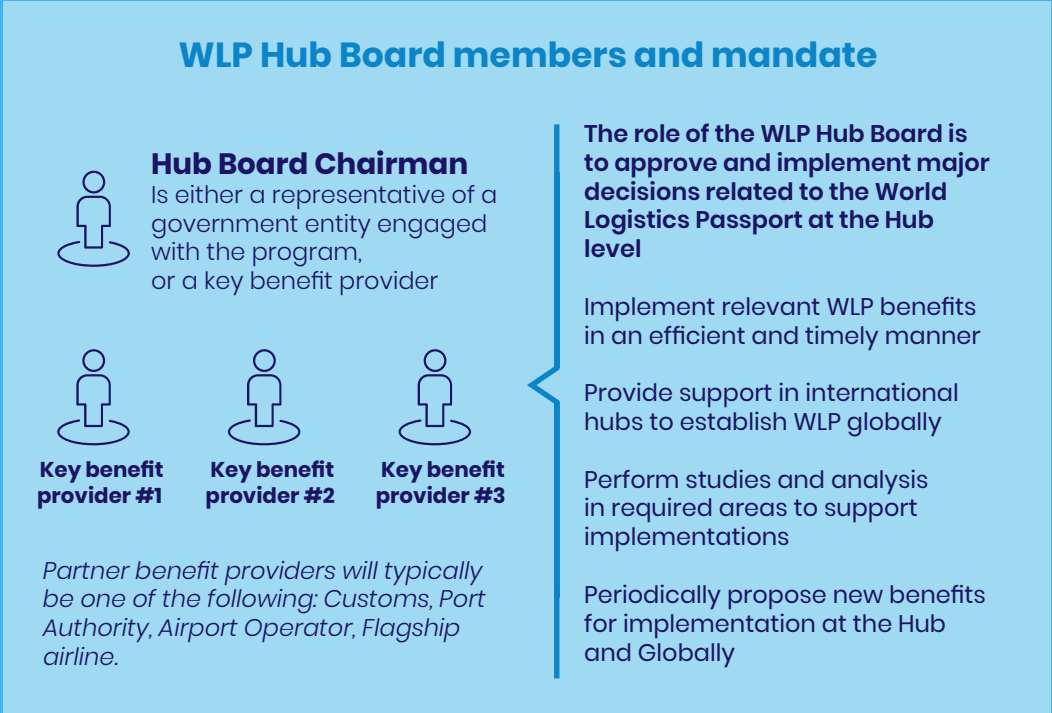 WLP Hub Board members and mandate
Hub Board Chairman
Is either a representative of a
government entity engaged
with the program,
or a key benefit provider
Key benefit
provider #1
Key benefit
provider #2
Key benefit
provider #3
Partner benefit providers will typically
be one of the following: Customs, Port
Authority, Airport Operator, Flagship
airline.
The role of the WLP Hub Board is
to approve and implement major
decisions related to the World
Logistics Passport at the Hub
level
Implement relevant WLP benefits
in an efficient and timely manner
Provide support in international
hubs to establish WLP globally
Perform studies and analysis
in required areas to support
implementations
Periodically propose new benefits
for implementation at the Hub
and Globally